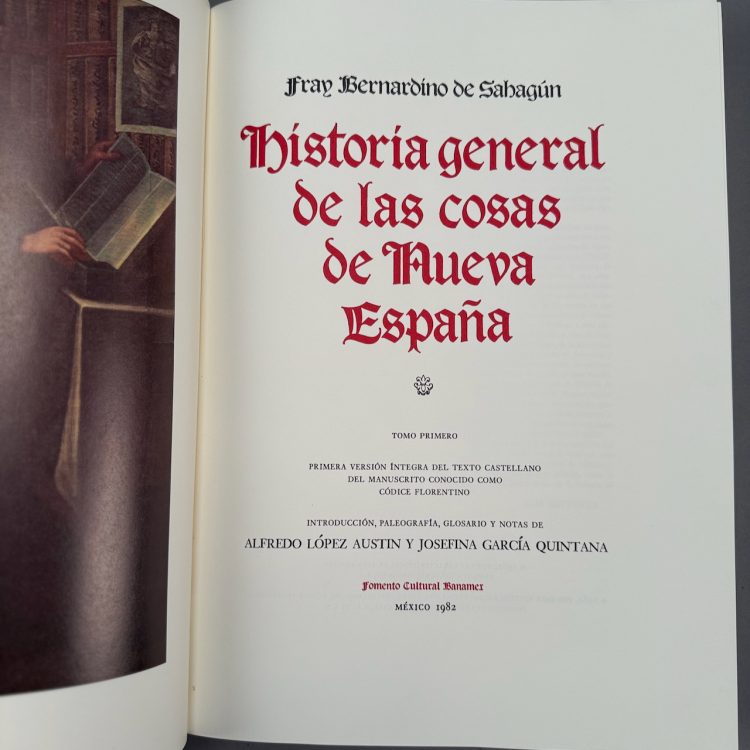 Fray Bernardino de Sahagún
Historia general
de las cosas
de Nueva
España
TOMO PRIMERO
PRIMERA VERSIÓN ÍNTEGRA DEL TEXTO CASTELLANO
DEL MANUSCRITO CONOCIDO COMO
CÓDICE FLORENTINO
INTRODUCCIÓN, PALEOGRAFÍA, GLOSARIO Y NOTAS DE
ALFREDO LÓPEZ AUSTIN Y JOSEFINA GARCÍA QUINTANA
Fomento Cultural Banamex
MÉXICO 1982